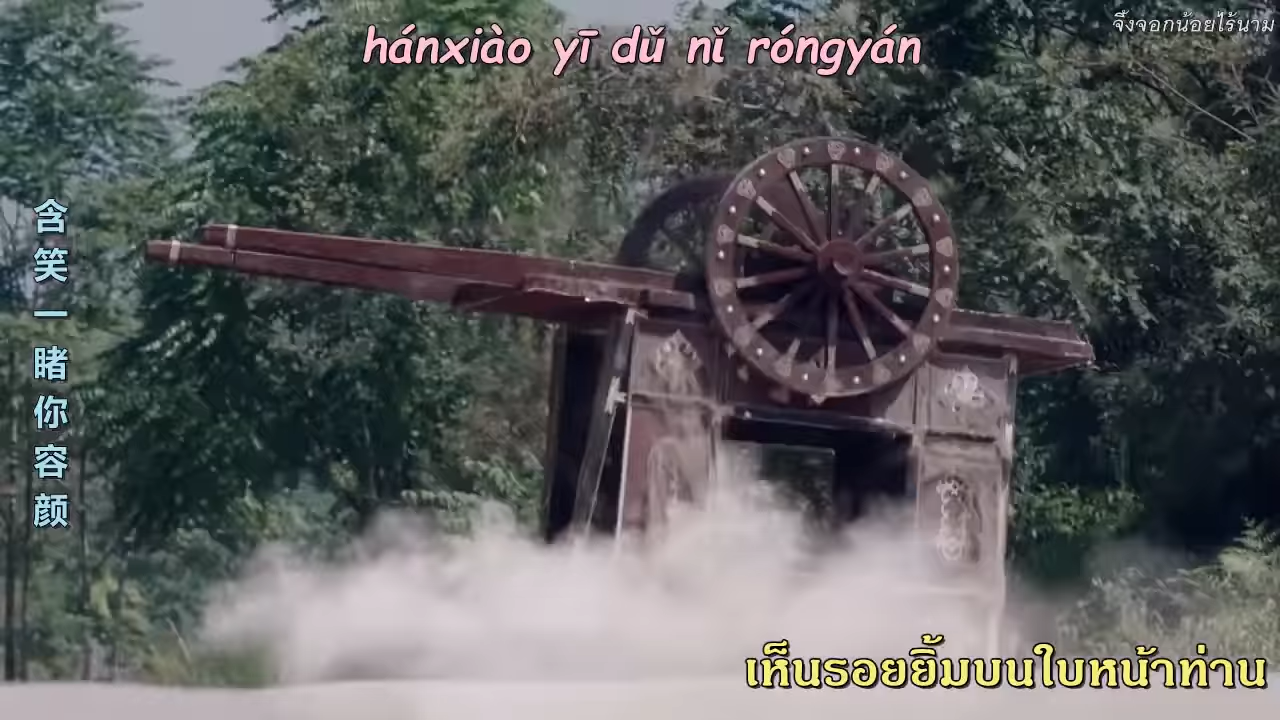 hánxiào yī dǔ nǐ róngyán
จิ้งจอกน้อยไร้นาม
含笑一睹你容颜
เห็นรอยยิ้มบนใบหน้าท่าน